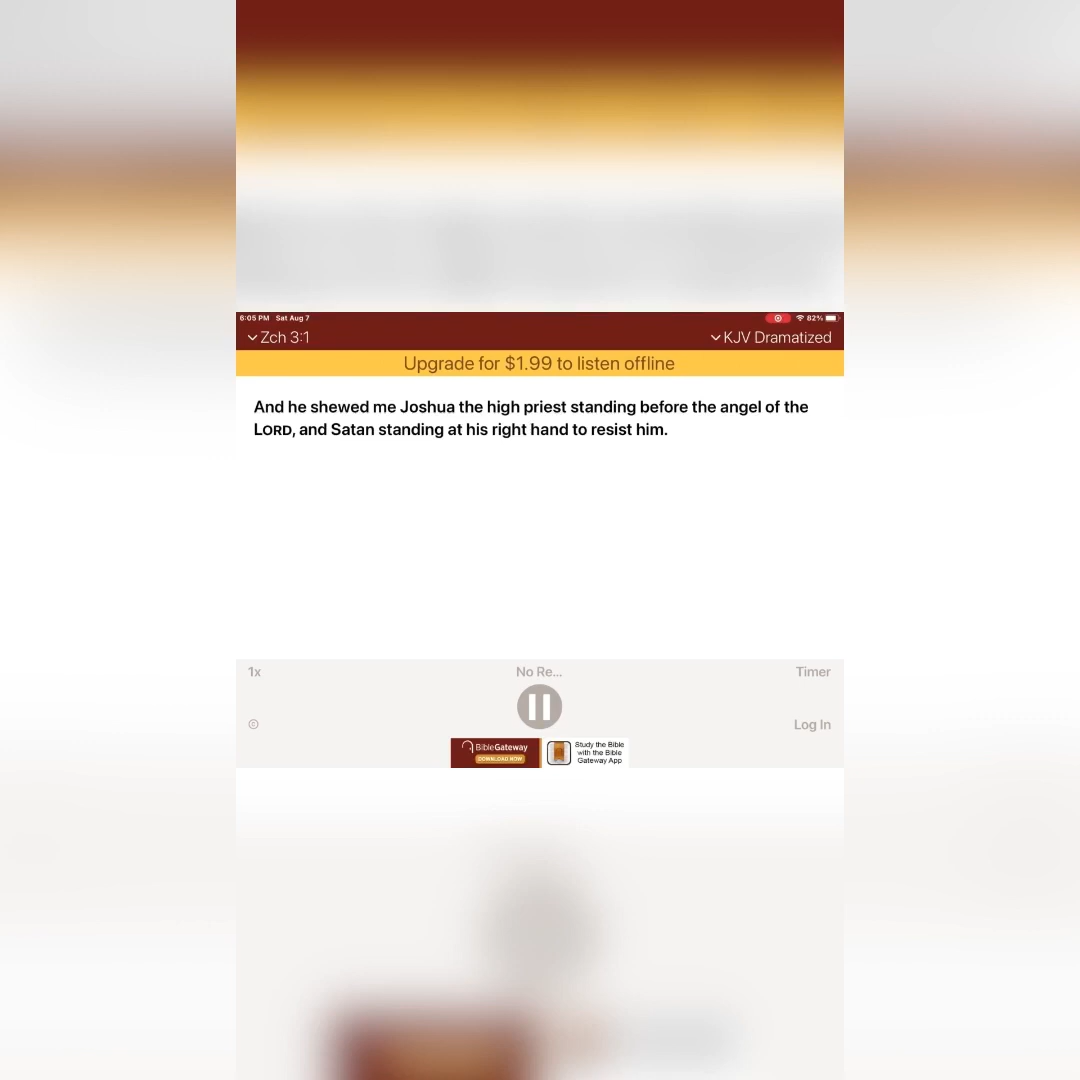 6:05 PM Sat Aug 7 82%
Zch 3:1 KJV Dramatized
Upgrade for $1.99 to listen offline
And he shewed me Joshua the high priest standing before the angel of the
LORD, and Satan standing at his right hand to resist him.
1x No Re... Timer
© Log In
BibleGateway
DOWNLOAD NOW
Study the Bible
with the Bible
Gateway App